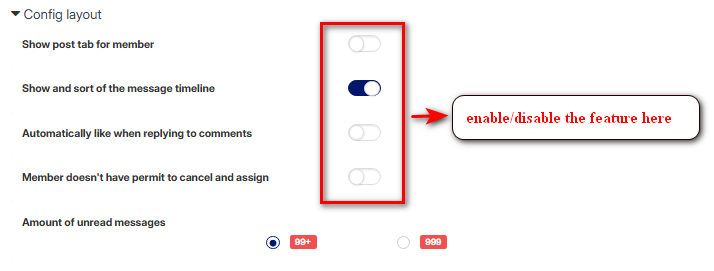 Config layout
Show post tab for member
Show and sort of the message timeline
enable/disable the feature here
Automatically like when replying to comments
Member doesn't have permit to cancel and assign
Amount of unread messages
99+ 999